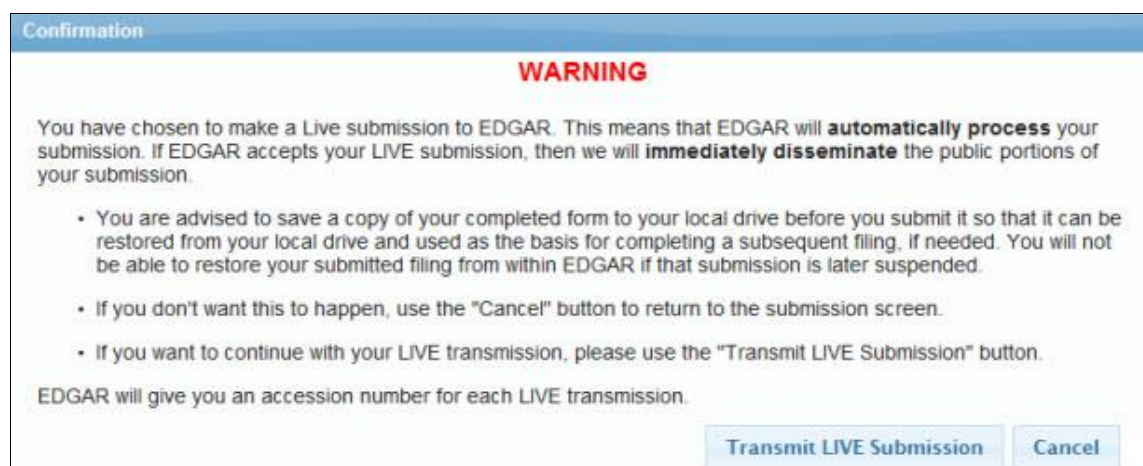 Confirmation
WARNING
You have chosen to make a Live submission to EDGAR. This means that EDGAR will automatically process your
submission. If EDGAR accepts your LIVE submission, then we will immediately disseminate the public portions of
your submission.
• You are advised to save a copy of your completed form to your local drive before you submit it so that it can be
restored from your local drive and used as the basis for completing a subsequent filing, if needed. You will not
be able to restore your submitted filing from within EDGAR if that submission is later suspended.
• If you don't want this to happen, use the "Cancel" button to return to the submission screen.
• If you want to continue with your LIVE transmission, please use the "Transmit LIVE Submission" button.
EDGAR will give you an accession number for each LIVE transmission.
Transmit LIVE Submission Cancel